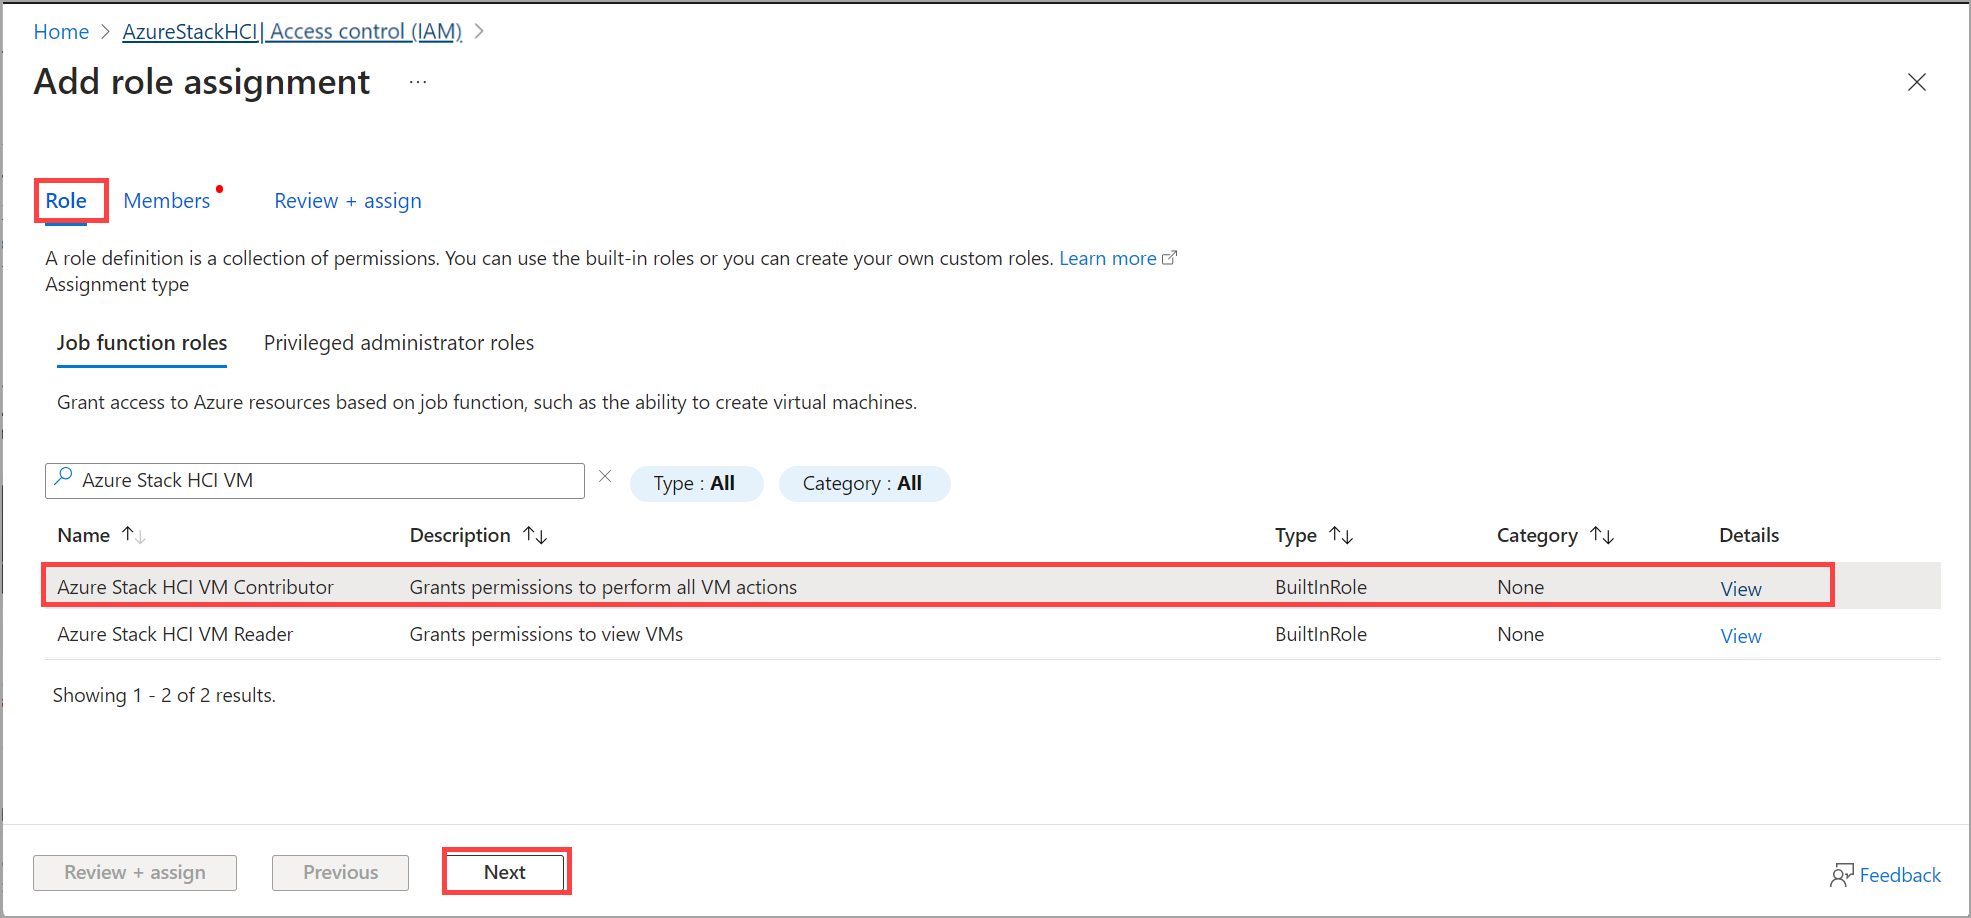 Home > AzureStackHCI| Access control (IAM) >
Add role assignment ...
Role Members Review + assign
A role definition is a collection of permissions. You can use the built-in roles or you can create your own custom roles. Learn more
Assignment type
Job function roles Privileged administrator roles
Grant access to Azure resources based on job function, such as the ability to create virtual machines.
Azure Stack HCI VM Type : All Category : All
Name ↑↓ Description ↑↓ Type ↑↓ Category ↑↓ Details
Azure Stack HCI VM Contributor Grants permissions to perform all VM actions BuiltInRole None View
Azure Stack HCI VM Reader Grants permissions to view VMs BuiltInRole None View
Showing 1 - 2 of 2 results.
Review + assign Previous Next Feedback